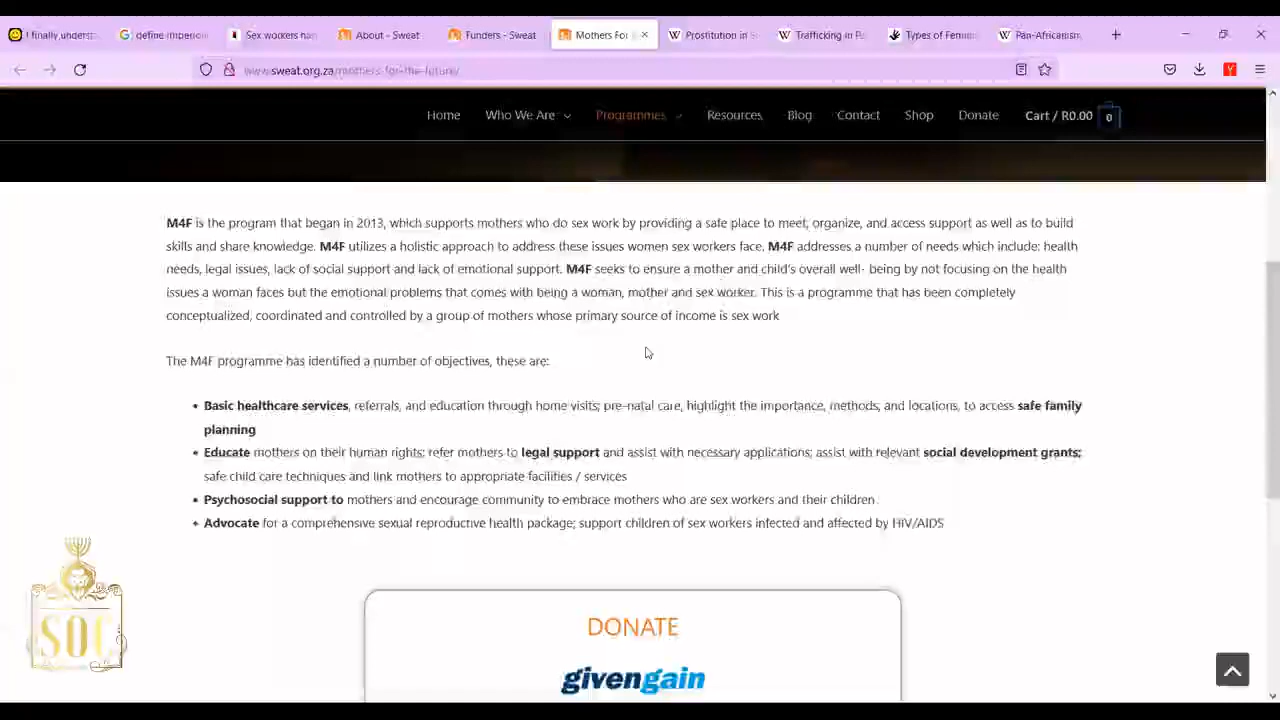 I finally underst
define imperion
Sex workers han
About - Sweat
Funders - Sweat
Mothers For
Prostitution in S
Trafficking in Pa
Types of Femin
Pan-Africanism
www.sweat.org.za/mothers-for-the-future/
Home Who We Are Programmes Resources Blog Contact Shop Donate Cart / R0.00 0
M4F is the program that began in 2013, which supports mothers who do sex work by providing a safe place to meet, organize, and access support as well as to build
skills and share knowledge. M4F utilizes a holistic approach to address these issues women sex workers face. M4F addresses a number of needs which include: health
needs, legal issues, lack of social support and lack of emotional support. M4F seeks to ensure a mother and child's overall well- being by not focusing on the health
issues a woman faces but the emotional problems that comes with being a woman, mother and sex worker. This is a programme that has been completely
conceptualized, coordinated and controlled by a group of mothers whose primary source of income is sex work
The M4F programme has identified a number of objectives, these are:
• Basic healthcare services, referrals, and education through home visits; pre-natal care, highlight the importance, methods, and locations, to access safe family
planning
• Educate mothers on their human rights; refer mothers to legal support and assist with necessary applications; assist with relevant social development grants;
safe child care techniques and link mothers to appropriate facilities / services
• Psychosocial support to mothers and encourage community to embrace mothers who are sex workers and their children
• Advocate for a comprehensive sexual reproductive health package; support children of sex workers infected and affected by HIV/AIDS
SOC
DONATE
givengain